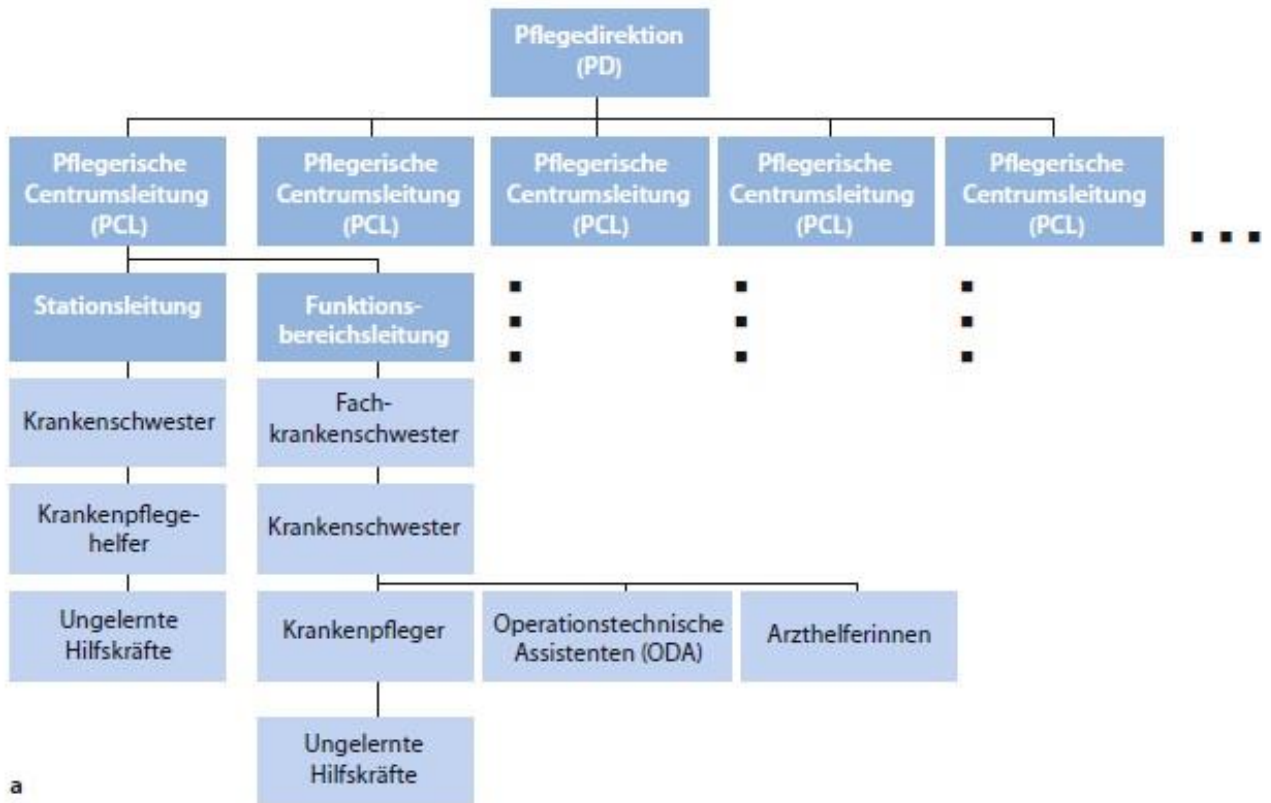 Pflegedirektion
(PD)
Pflegerische
Centrumsleitung
(PCL)
Pflegerische
Centrumsleitung
(PCL)
Pflegerische
Centrumsleitung
(PCL)
Pflegerische
Centrumsleitung
(PCL)
Pflegerische
Centrumsleitung
(PCL)
Stationsleitung
Funktions-
bereichsleitung
Krankenschwester
Fach-
krankenschwester
Krankenpflege-
helfer
Krankenschwester
Ungelernte
Hilfskräfte
Krankenpfleger
Operationstechnische
Assistenten (ODA)
Arzthelferinnen
Ungelernte
Hilfskräfte
a